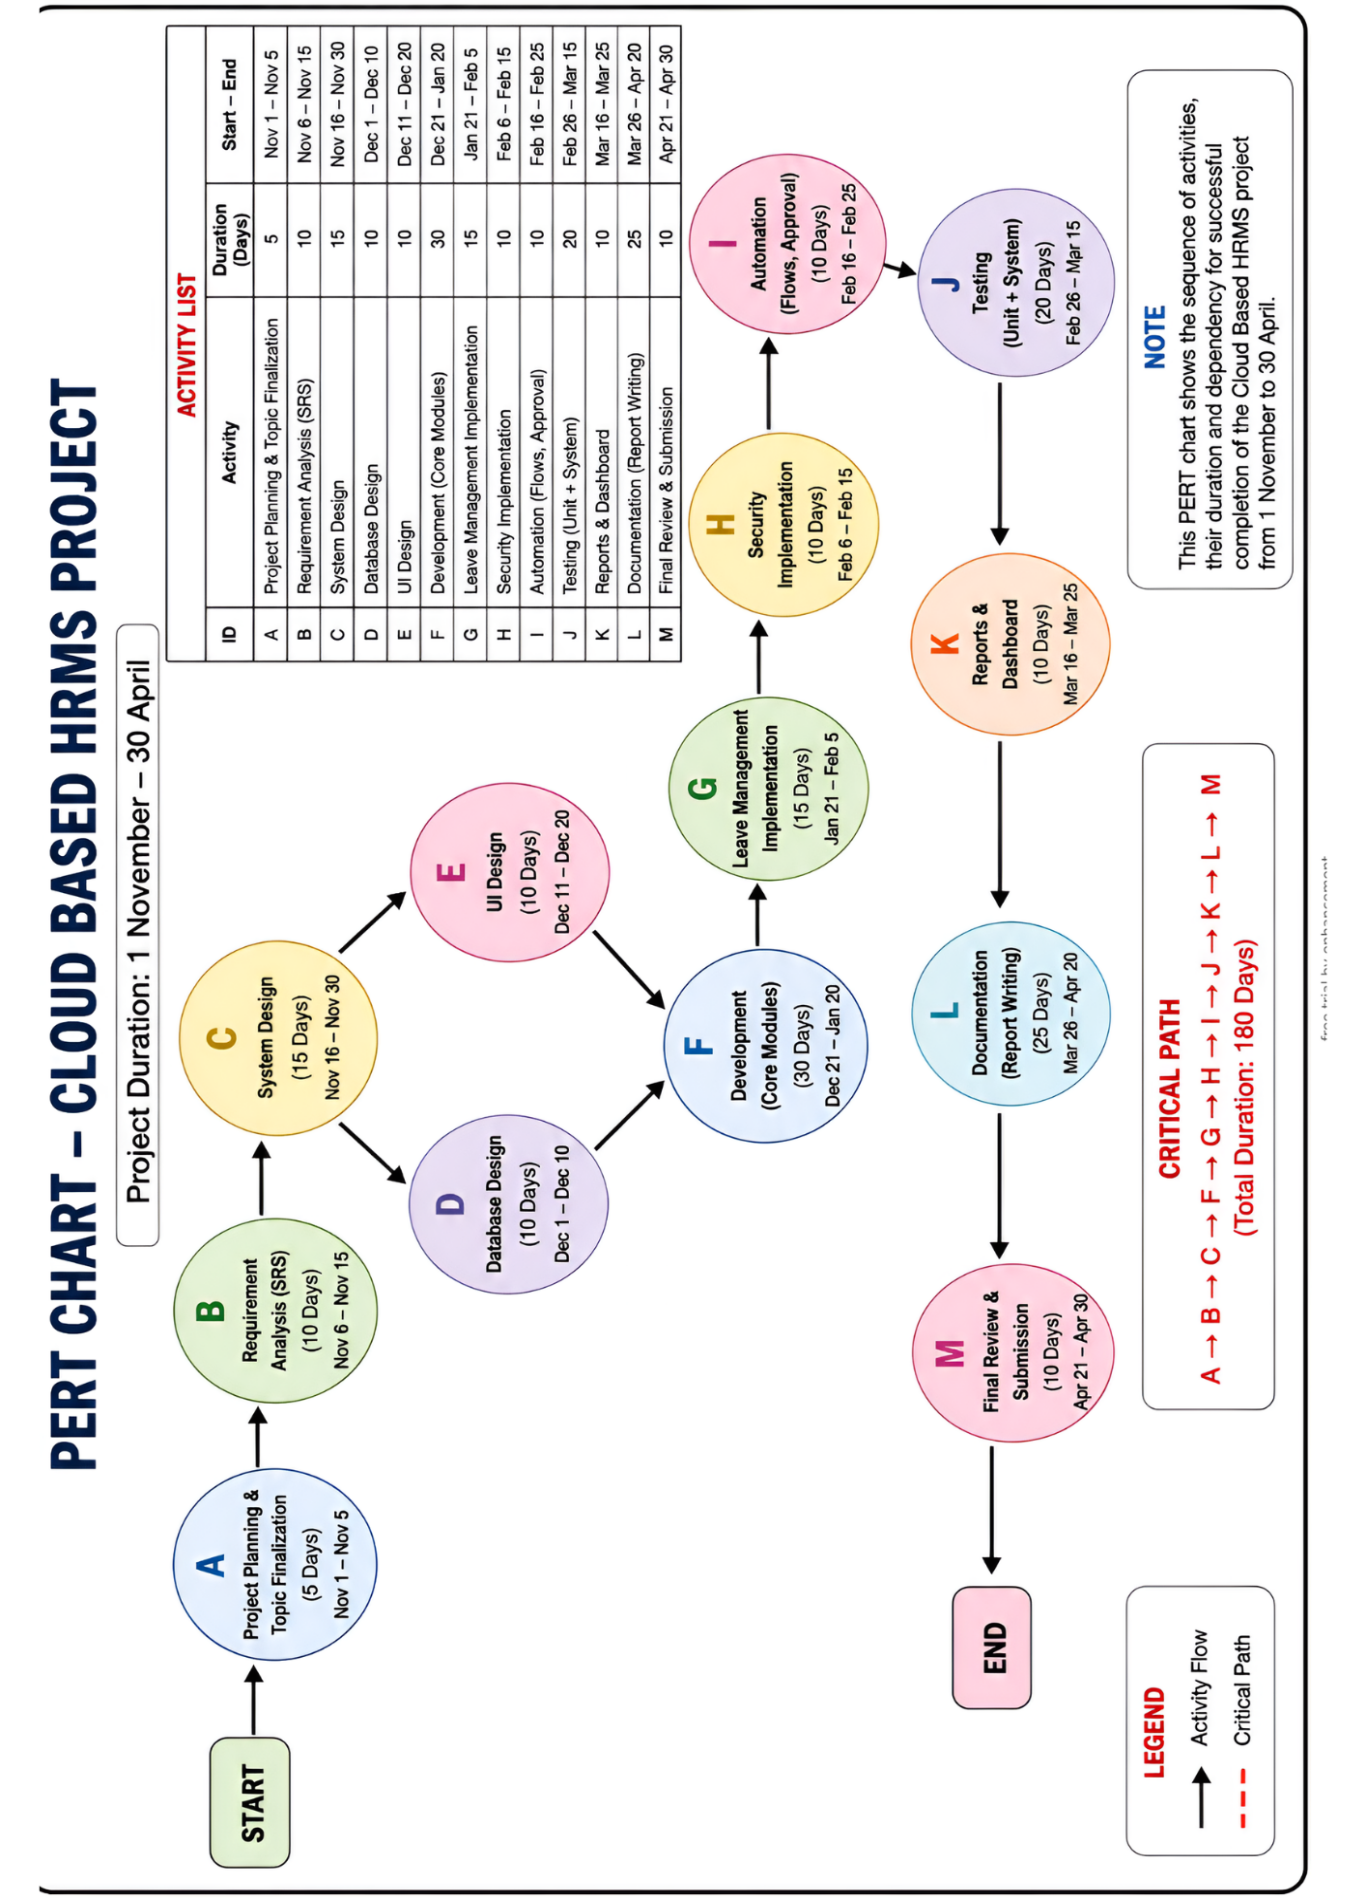 PERT CHART – CLOUD BASED HRMS PROJECT
Project Duration: 1 November – 30 April
ACTIVITY LIST
ID Activity Duration (Days) Start – End
A Project Planning & Topic Finalization 5 Nov 1 – Nov 5
B Requirement Analysis (SRS) 10 Nov 6 – Nov 15
C System Design 15 Nov 16 – Nov 30
D Database Design 10 Dec 1 – Dec 10
E UI Design 10 Dec 11 – Dec 20
F Development (Core Modules) 30 Dec 21 – Jan 20
G Leave Management Implementation 15 Jan 21 – Feb 5
H Security Implementation 10 Feb 6 – Feb 15
I Automation (Flows, Approval) 10 Feb 16 – Feb 25
J Testing (Unit + System) 20 Feb 26 – Mar 15
K Reports & Dashboard 10 Mar 16 – Mar 25
L Documentation (Report Writing) 25 Mar 26 – Apr 20
M Final Review & Submission 10 Apr 21 – Apr 30
START
A
Project Planning &
Topic Finalization
(5 Days)
Nov 1 – Nov 5
B
Requirement
Analysis (SRS)
(10 Days)
Nov 6 – Nov 15
C
System Design
(15 Days)
Nov 16 – Nov 30
D
Database Design
(10 Days)
Dec 1 – Dec 10
E
UI Design
(10 Days)
Dec 11 – Dec 20
F
Development
(Core Modules)
(30 Days)
Dec 21 – Jan 20
G
Leave Management
Implementation
(15 Days)
Jan 21 – Feb 5
H
Security
Implementation
(10 Days)
Feb 6 – Feb 15
I
Automation
(Flows, Approval)
(10 Days)
Feb 16 – Feb 25
J
Testing
(Unit + System)
(20 Days)
Feb 26 – Mar 15
K
Reports &
Dashboard
(10 Days)
Mar 16 – Mar 25
L
Documentation
(Report Writing)
(25 Days)
Mar 26 – Apr 20
M
Final Review &
Submission
(10 Days)
Apr 21 – Apr 30
END
LEGEND
Activity Flow
Critical Path
CRITICAL PATH
A → B → C → F → G → H → I → J → K → L → M
(Total Duration: 180 Days)
NOTE
This PERT chart shows the sequence of activities,
their duration and dependency for successful
completion of the Cloud Based HRMS project
from 1 November to 30 April.